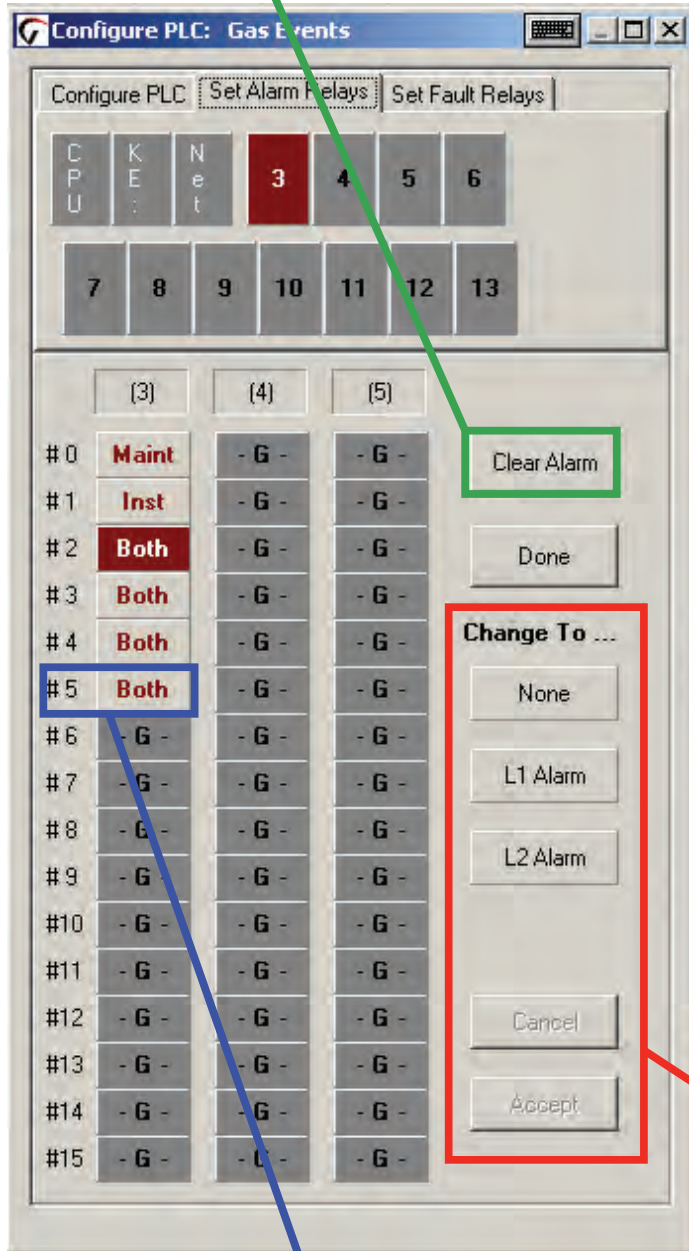 Configure PLC: Gas Events
Configure PLC Set Alarm Relays Set Fault Relays
CPU KE: Net 3 4 5 6
7 8 9 10 11 12 13
(3) (4) (5)
#0 Maint - G - - G - Clear Alarm
#1 Inst - G - - G -
#2 Both - G - - G - Done
#3 Both - G - - G -
#4 Both - G - - G - Change To ...
#5 Both - G - - G - None
#6 - G - - G - - G -
#7 - G - - G - - G - L1 Alarm
#8 - G - - G - - G -
#9 - G - - G - - G - L2 Alarm
#10 - G - - G - - G -
#11 - G - - G - - G -
#12 - G - - G - - G - Cancel
#13 - G - - G - - G -
#14 - G - - G - - G - Accept
#15 - G - - G - - G -